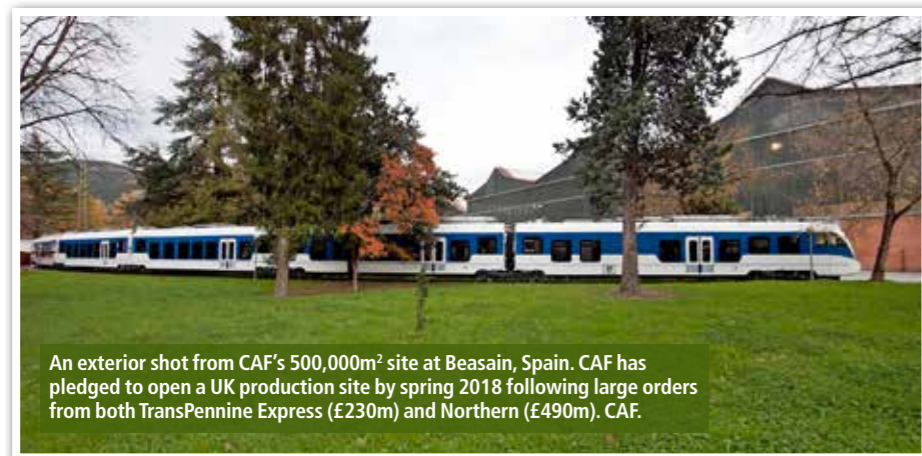 An exterior shot from CAF’s 500,000m² site at Beasain, Spain. CAF has
pledged to open a UK production site by spring 2018 following large orders
from both TransPennine Express (£230m) and Northern (£490m). CAF.